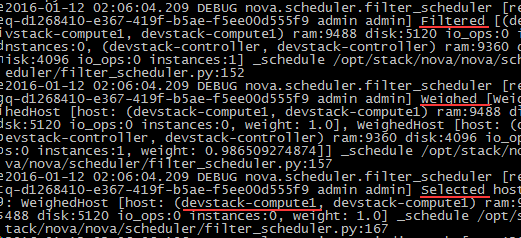 2016-01-12 02:06:04.209 DEBUG nova.scheduler.filter_scheduler [re
eq-d1268410-e367-419f-b5ae-f5ee00d555f9 admin admin] Filtered [(d
ivstack-compute1, devstack-compute1) ram:9488 disk:5120 io_ops:0
nstances:0, (devstack-controller, devstack-controller) ram:9360 d
isk:4096 io_ops:0 instances:1] _schedule /opt/stack/nova/nova/sch
eduler/filter_scheduler.py:152
2016-01-12 02:06:04.209 DEBUG nova.scheduler.filter_scheduler [re
q-d1268410-e367-419f-b5ae-f5ee00d555f9 admin admin] Weighed [Weig
hedHost [host: (devstack-compute1, devstack-compute1) ram:9488
dsk:5120 io_ops:0 instances:0, weight: 1.0], WeighedHost [host: (
devstack-controller, devstack-controller) ram:9360 disk:4096 io_op
s:0 instances:1, weight: 0.986509274874]] _schedule /opt/stack/no
va/nova/scheduler/filter_scheduler.py:157
2016-01-12 02:06:04.209 DEBUG nova.scheduler.filter_scheduler [re
q-d1268410-e367-419f-b5ae-f5ee00d555f9 admin admin] Selected host
9: WeighedHost [host: (devstack-compute1, devstack-compute1) ram:9
6488 disk:5120 io_ops:0 instances:0, weight: 1.0] _schedule /opt/s
tack/nova/nova/scheduler/filter_scheduler.py:167